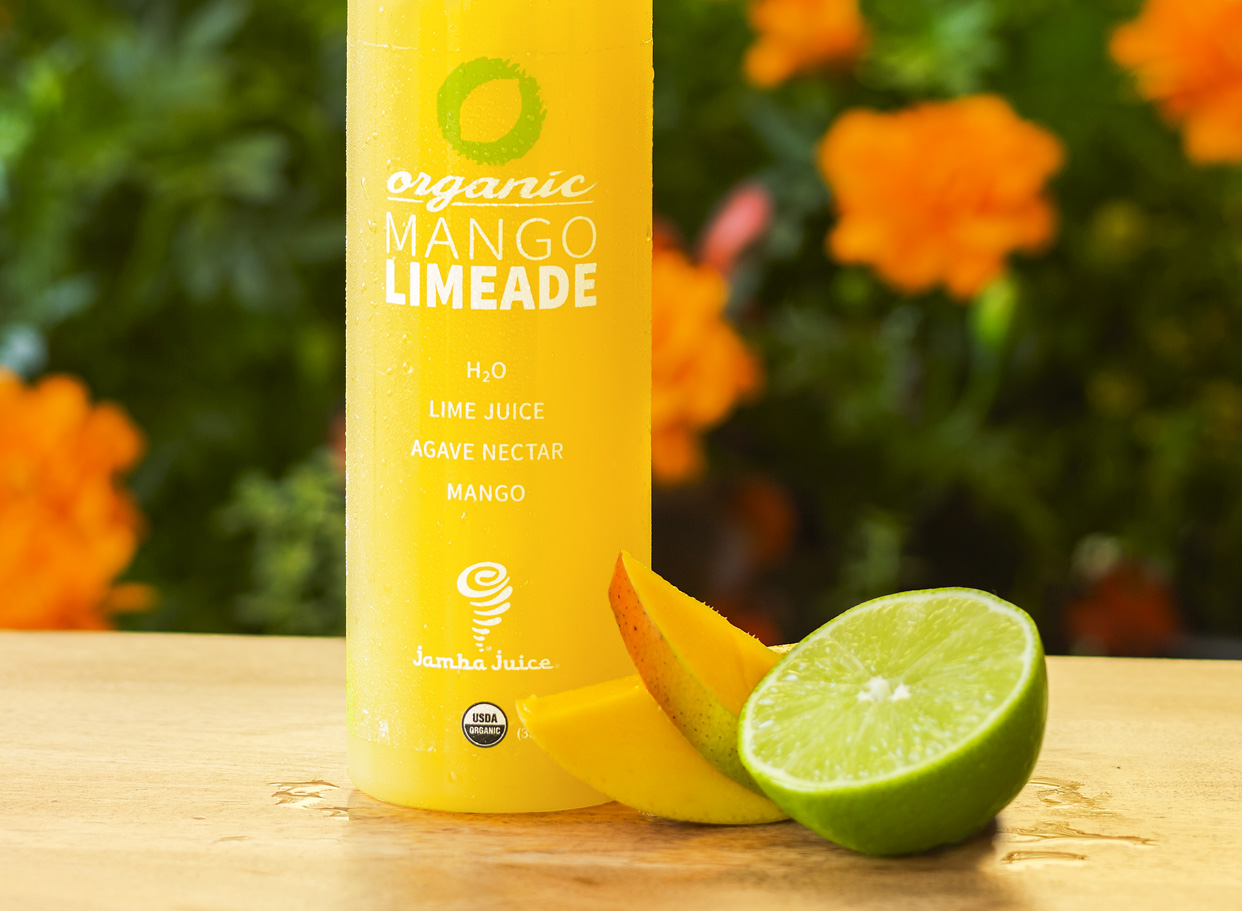 organic
MANGO
LIMEADE
H₂O
LIME JUICE
AGAVE NECTAR
MANGO
jamba juice
USDA
ORGANIC